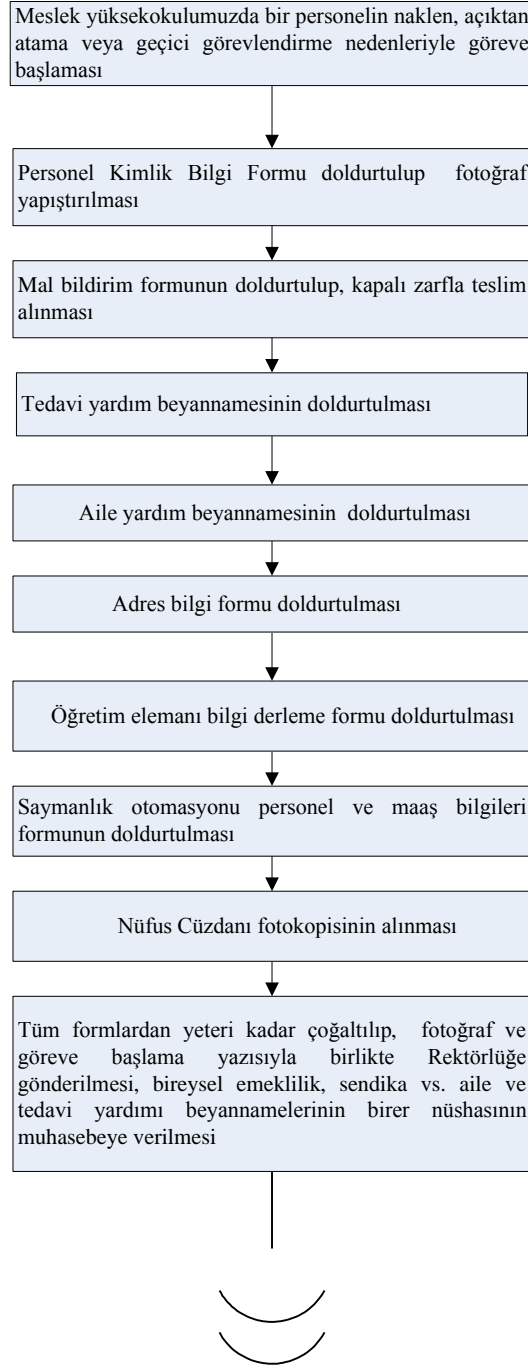 Meslek yüksekokulumuzda bir personelin naklen, açıktan
atama veya geçici görevlendirme nedenleriyle göreve
başlaması
Personel Kimlik Bilgi Formu doldurtulup fotoğraf
yapıştırılması
Mal bildirim formunun doldurtulup, kapalı zarfla teslim
alınması
Tedavi yardım beyannamesinin doldurtulması
Aile yardım beyannamesinin doldurtulması
Adres bilgi formu doldurtulması
Öğretim elemanı bilgi derleme formu doldurtulması
Saymanlık otomasyonu personel ve maaş bilgileri
formunun doldurtulması
Nüfus Cüzdanı fotokopisinin alınması
Tüm formlardan yeteri kadar çoğaltılıp, fotoğraf ve
göreve başlama yazısıyla birlikte Rektörlüğe
gönderilmesi, bireysel emeklilik, sendika vs. aile ve
tedavi yardımı beyannamelerinin birer nüshasının
muhasebeye verilmesi